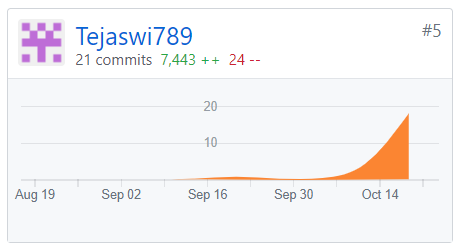 Tejaswi789
#5
21 commits 7,443 ++ 24 --
20
10
Aug 19 Sep 02 Sep 16 Sep 30 Oct 14